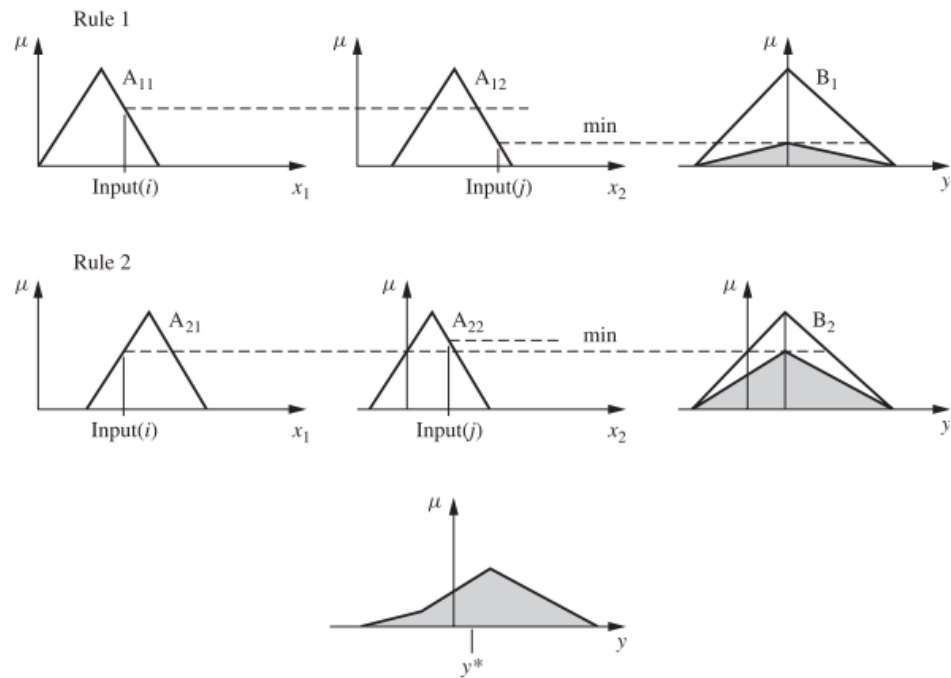 Rule 1
μ μ μ
A₁₁ A₁₂ B₁
min
Input(i) x₁ Input(j) x₂ y
Rule 2
μ μ μ
A₂₁ A₂₂ min B₂
Input(i) x₁ Input(j) x₂ y
μ
y
y*